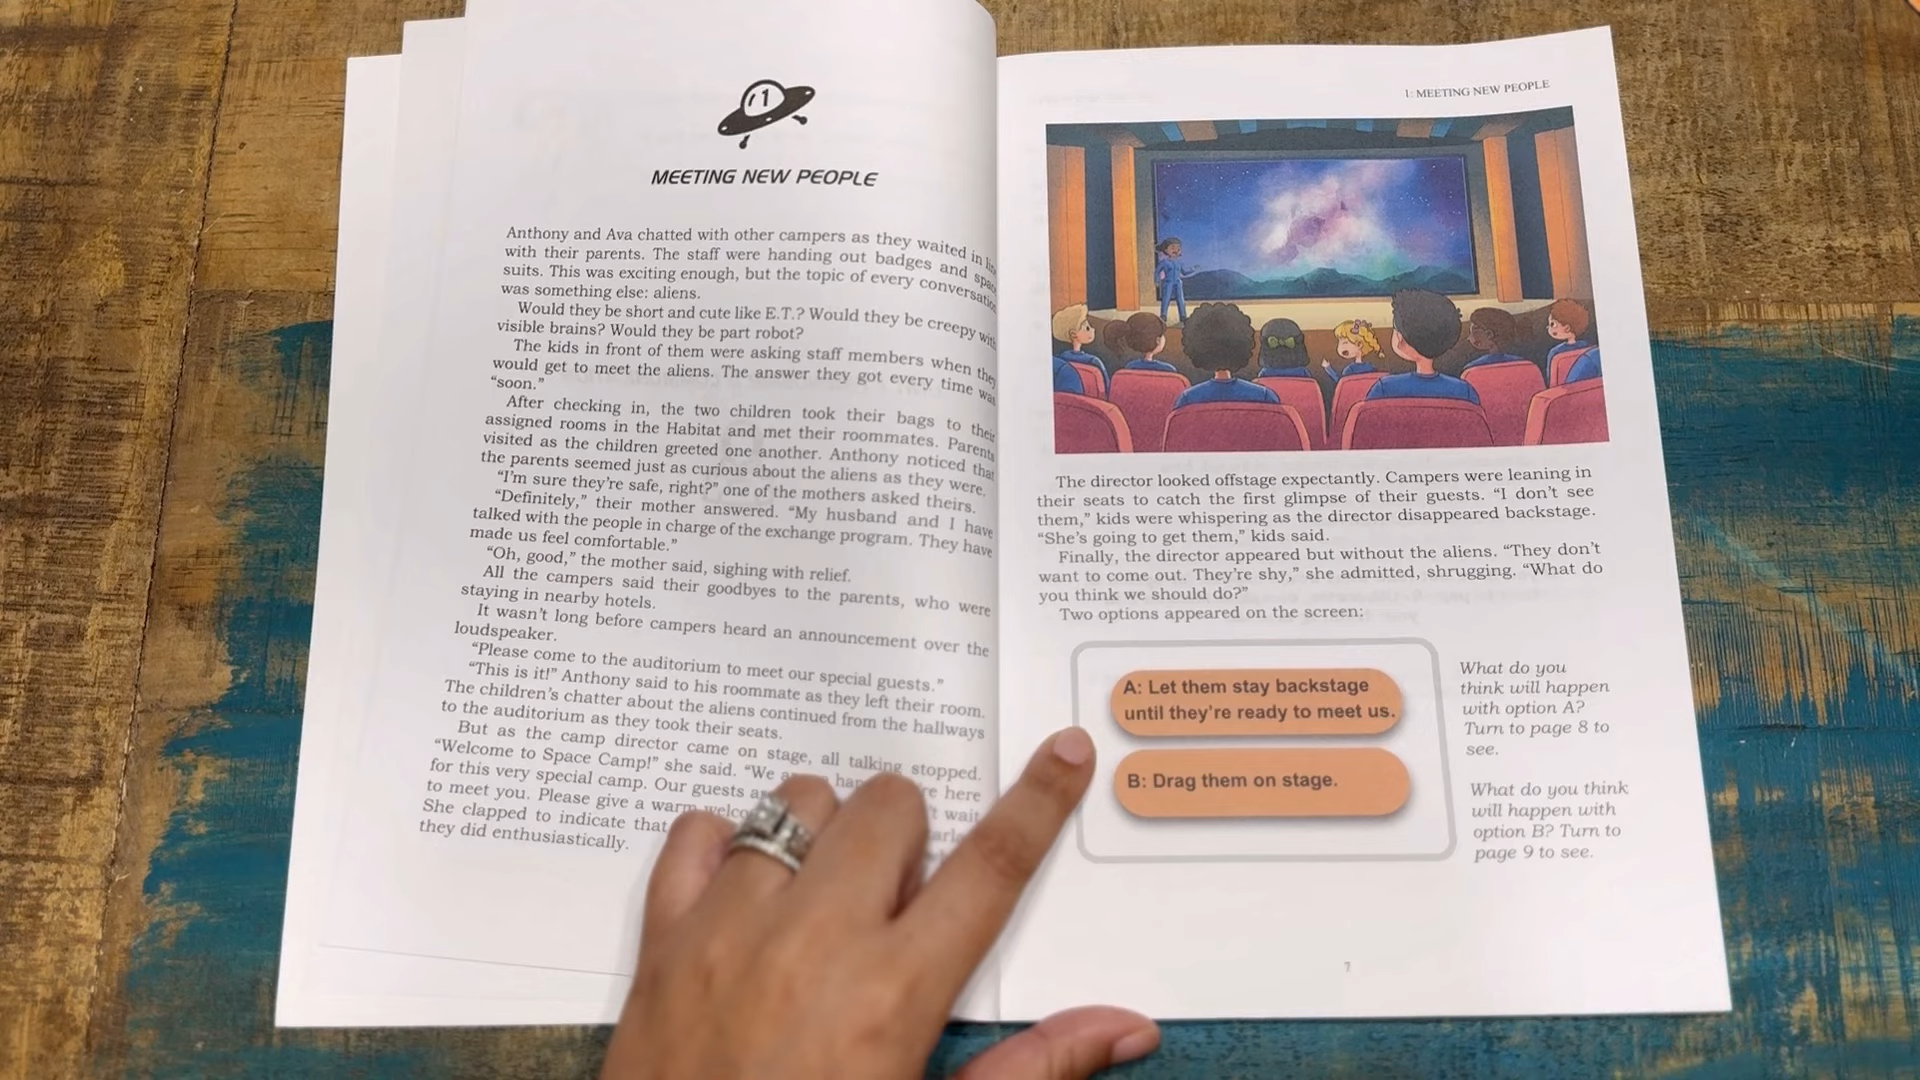 1
MEETING NEW PEOPLE
Anthony and Ava chatted with other campers as they waited in
with their parents. The staff were handing out badges and
suits. This was exciting enough, but the topic of every
was something else: aliens.
Would they be short and cute like E.T.? Would they be creepy
visible brains? Would they be part robot?
The kids in front of them were asking staff members when they
would get to meet the aliens. The answer they got every time was
“soon.”
After checking in, the two children took their bags to their
assigned rooms in the Habitat and met their roommates. Parents
visited as the children greeted one another. Anthony noticed that
the parents seemed just as curious about the aliens as they were.
“I’m sure they’re safe, right?” one of the mothers asked theirs.
“Definitely,” their mother answered. “My husband and I have
talked with the people in charge of the exchange program. They have
made us feel comfortable.”
“Oh, good,” the mother said, sighing with relief.
All the campers said their goodbyes to the parents, who were
staying in nearby hotels.
It wasn’t long before campers heard an announcement over the
loudspeaker.
“Please come to the auditorium to meet our special guests.”
“This is it!” Anthony said to his roommate as they left their room.
The children’s chatter about the aliens continued from the hallways
to the auditorium as they took their seats.
But as the camp director came on stage, all talking stopped.
“Welcome to Space Camp!” she said. “We here
for this very special camp. Our guests wait
to meet you. Please give a warm
She clapped to indicate that
they did enthusiastically.
1: MEETING NEW PEOPLE
The director looked offstage expectantly. Campers were leaning in
their seats to catch the first glimpse of their guests. “I don’t see
them,” kids were whispering as the director disappeared backstage.
“She’s going to get them,” kids said.
Finally, the director appeared but without the aliens. “They don’t
want to come out. They’re shy,” she admitted, shrugging. “What do
you think we should do?”
Two options appeared on the screen:
A: Let them stay backstage
until they’re ready to meet us.
B: Drag them on stage.
What do you
think will happen
with option A?
Turn to page 8 to
see.
What do you think
will happen with
option B? Turn to
page 9 to see.
7